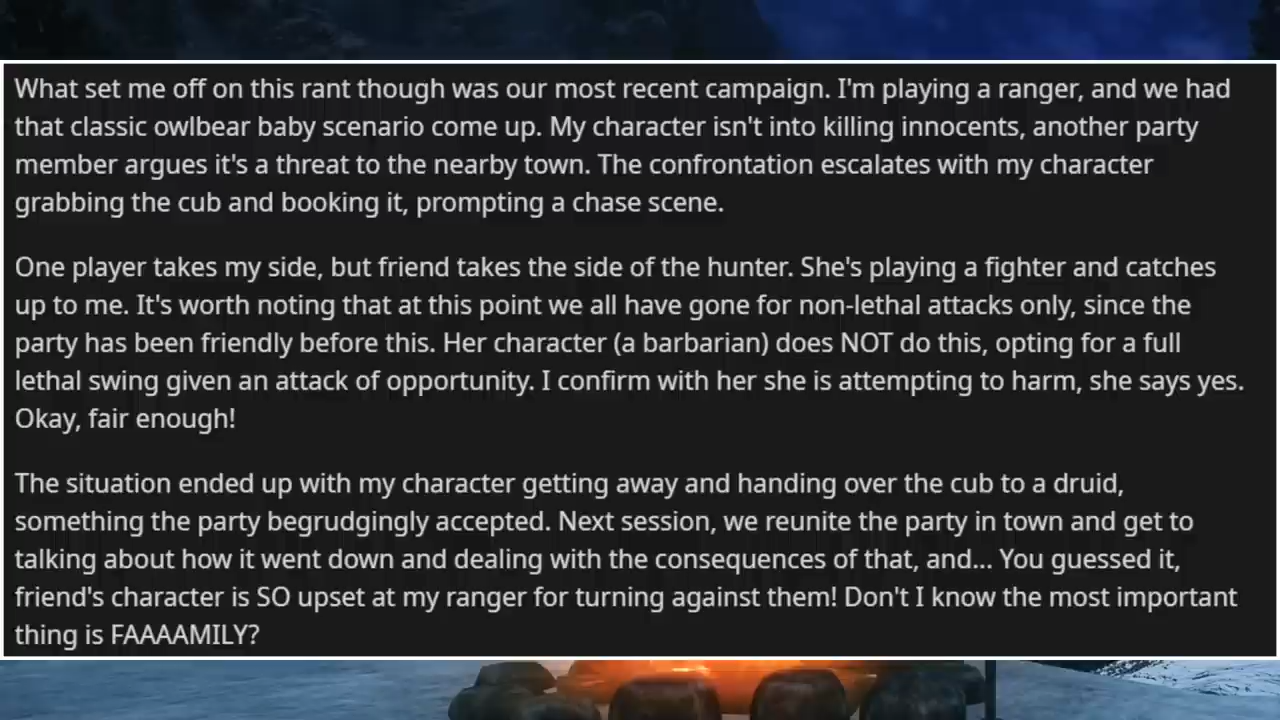 What set me off on this rant though was our most recent campaign. I'm playing a ranger, and we had
that classic owlbear baby scenario come up. My character isn't into killing innocents, another party
member argues it's a threat to the nearby town. The confrontation escalates with my character
grabbing the cub and booking it, prompting a chase scene.
One player takes my side, but friend takes the side of the hunter. She's playing a fighter and catches
up to me. It's worth noting that at this point we all have gone for non-lethal attacks only, since the
party has been friendly before this. Her character (a barbarian) does NOT do this, opting for a full
lethal swing given an attack of opportunity. I confirm with her she is attempting to harm, she says yes.
Okay, fair enough!
The situation ended up with my character getting away and handing over the cub to a druid,
something the party begrudgingly accepted. Next session, we reunite the party in town and get to
talking about how it went down and dealing with the consequences of that, and... You guessed it,
friend's character is SO upset at my ranger for turning against them! Don't I know the most important
thing is FAAAAMILY?